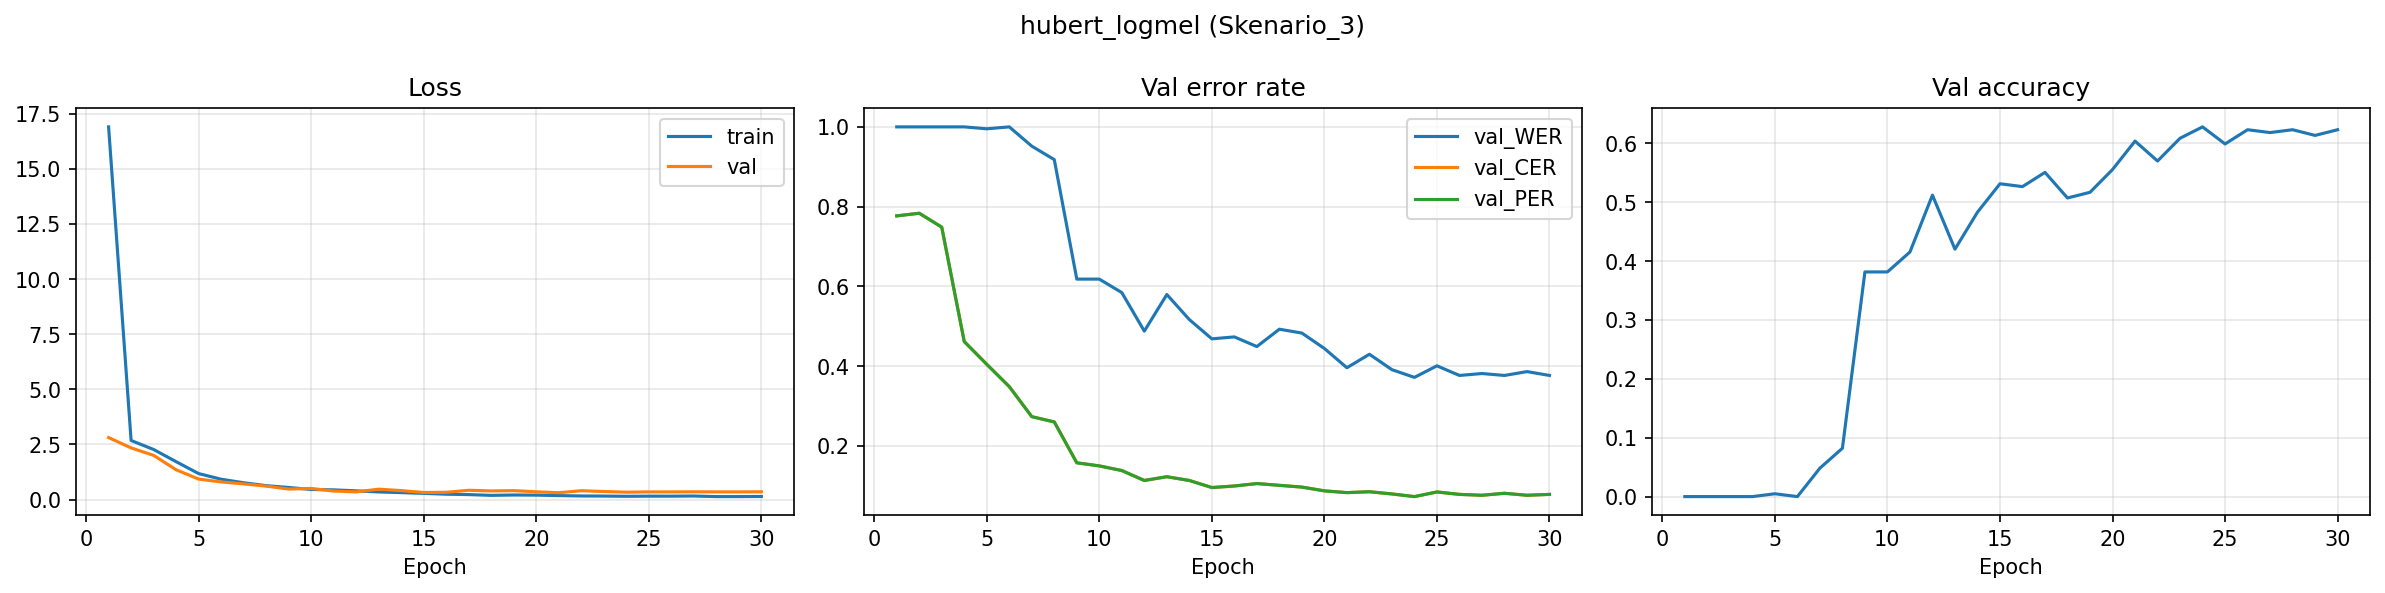 hubert_logmel (Skenario_3)
Loss
17.5
15.0
12.5
10.0
7.5
5.0
2.5
0.0
0 5 10 15 20 25 30
Epoch
train
val
Val error rate
1.0
0.8
0.6
0.4
0.2
0 5 10 15 20 25 30
Epoch
val_WER
val_CER
val_PER
Val accuracy
0.6
0.5
0.4
0.3
0.2
0.1
0.0
0 5 10 15 20 25 30
Epoch